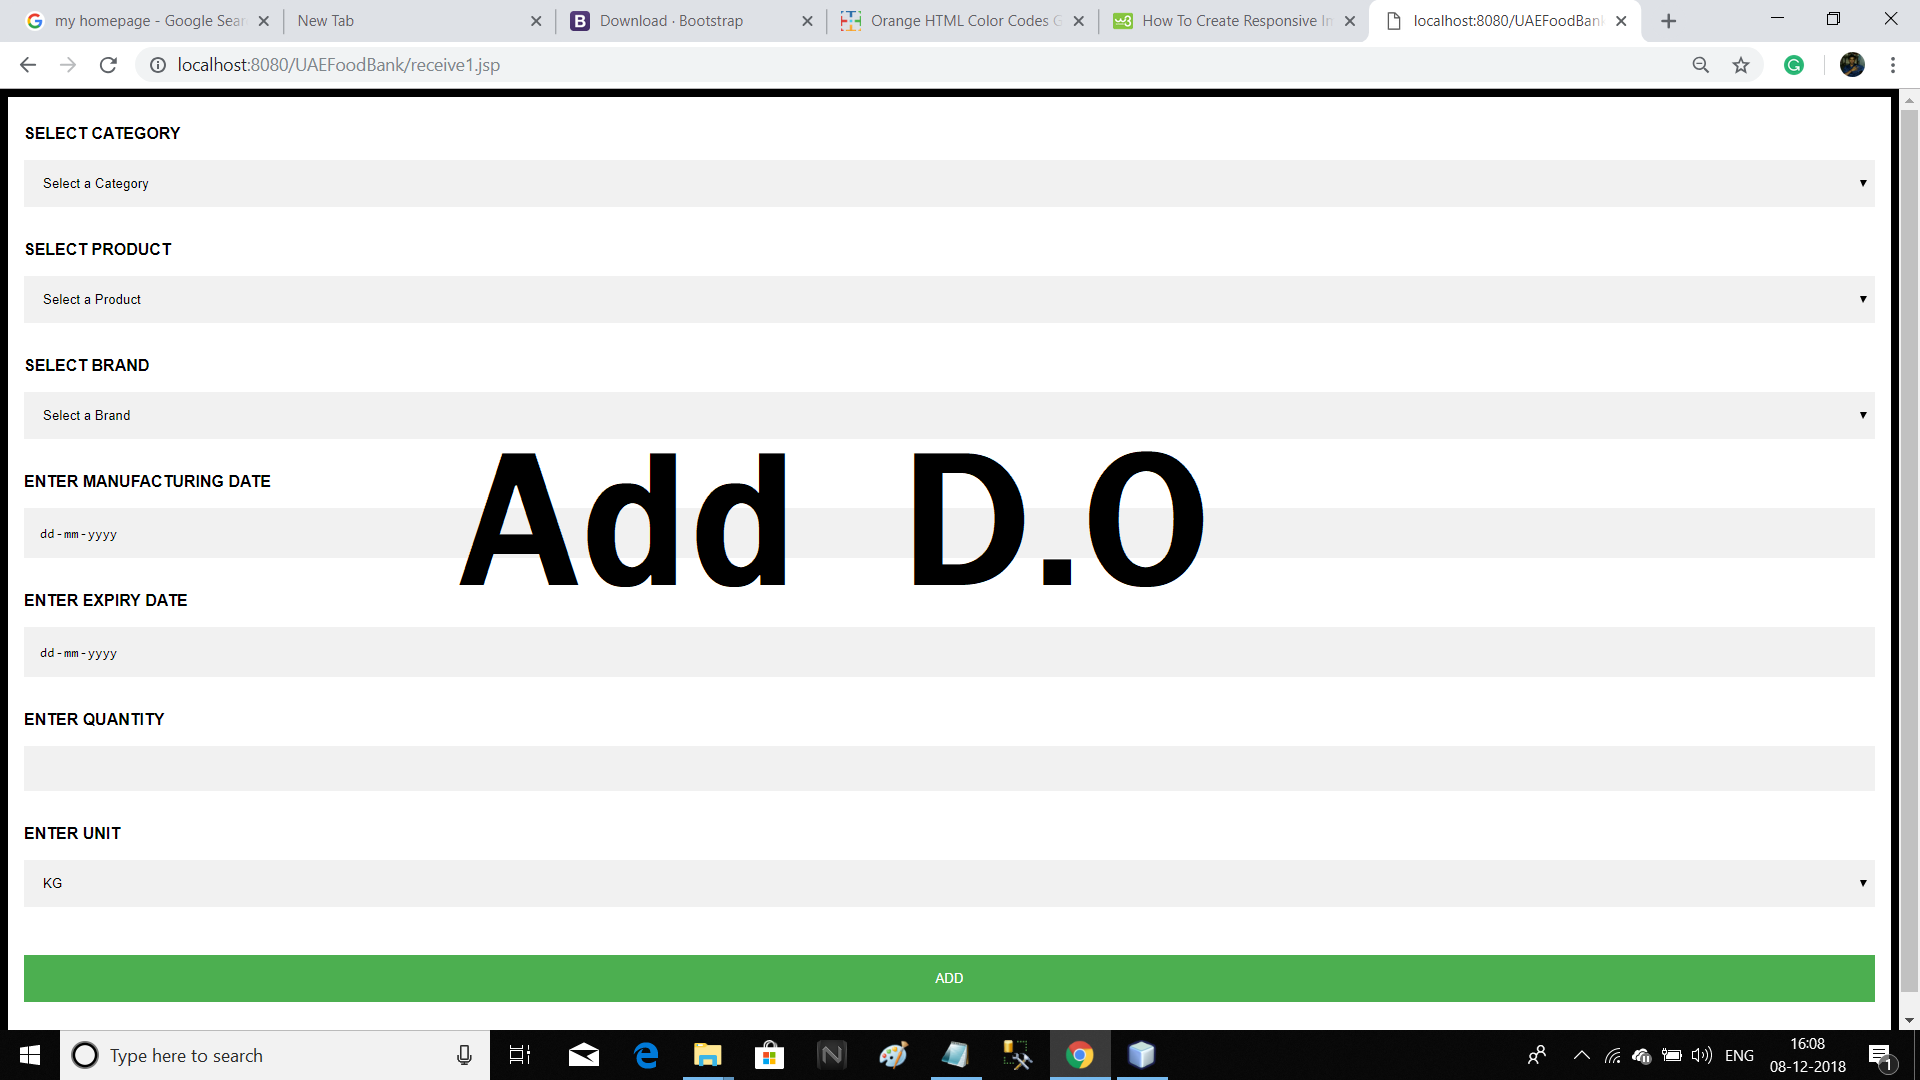 my homepage - Google Sear
New Tab
Download · Bootstrap
Orange HTML Color Codes G
How To Create Responsive In
localhost:8080/UAEFoodBank
localhost:8080/UAEFoodBank/receive1.jsp
SELECT CATEGORY
Select a Category
SELECT PRODUCT
Select a Product
SELECT BRAND
Select a Brand
Add D.O
ENTER MANUFACTURING DATE
dd-mm-yyyy
ENTER EXPIRY DATE
dd-mm-yyyy
ENTER QUANTITY
ENTER UNIT
KG
ADD
Type here to search
ENG
16:08
08-12-2018
1